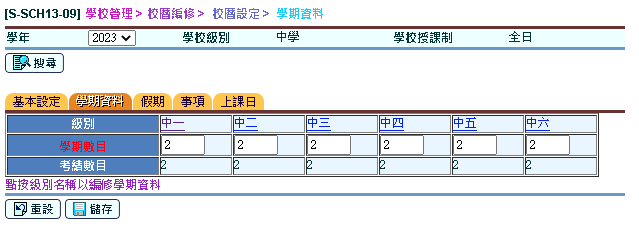 [S-SCH13-09] 學校管理 > 校曆編修 > 校曆設定 > 學期資料
學年 2023 學校級別 中學 學校授課制 全日
搜尋
基本設定 學期資料 假期 事項 上課日
級別 中一 中二 中三 中四 中五 中六
學期數目 2 2 2 2 2 2
考績數目 2 2 2 2 2 2
點按級別名稱以編修學期資料
重設 儲存